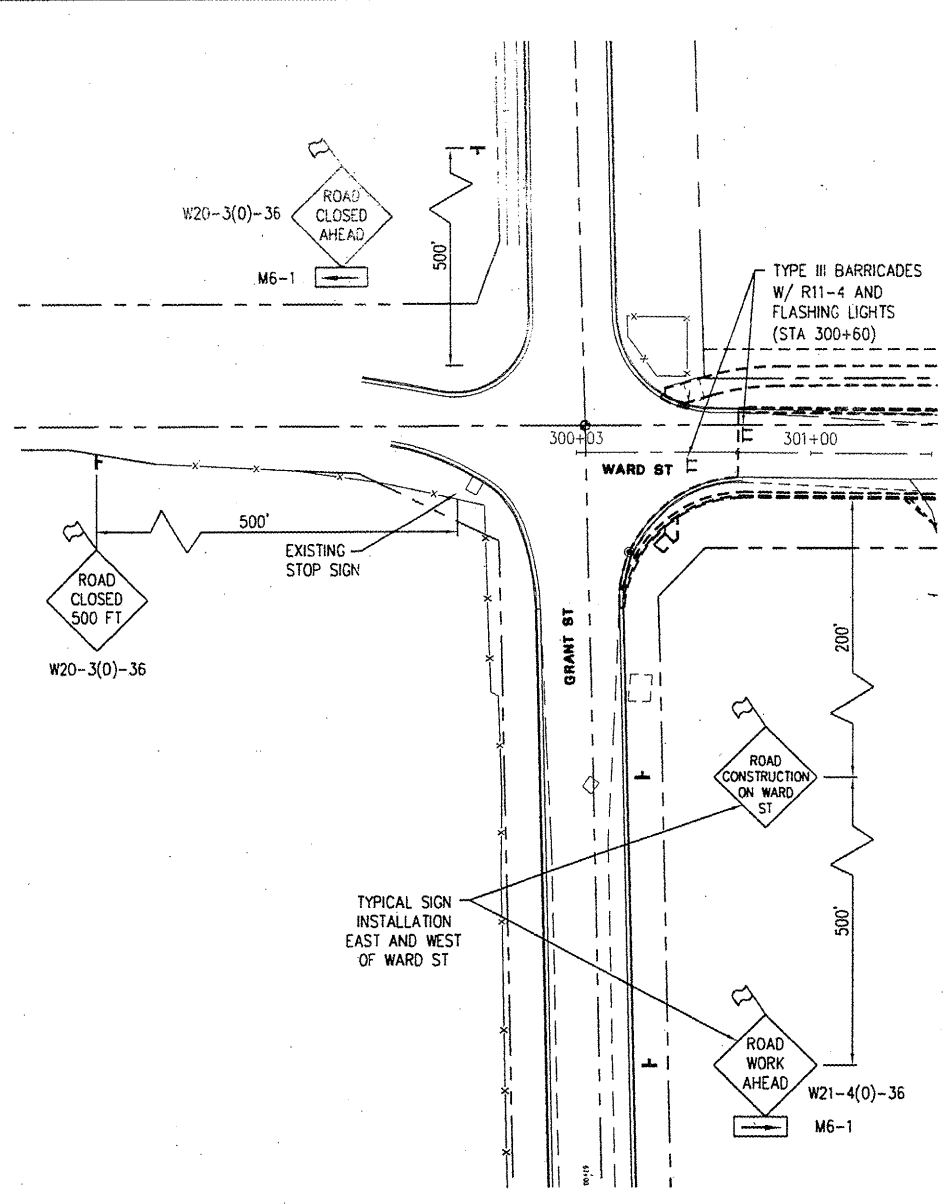 ROAD
CLOSED
AHEAD
W20-3(0)-36
M6-1
500'
TYPE III BARRICADES
W/ R11-4 AND
FLASHING LIGHTS
(STA 300+60)
300+03
301+00
WARD ST
500'
EXISTING
STOP SIGN
ROAD
CLOSED
500 FT
W20-3(0)-36
GRANT ST
200'
ROAD
CONSTRUCTION
ON WARD
ST
TYPICAL SIGN
INSTALLATION
EAST AND WEST
OF WARD ST
500'
ROAD
WORK
AHEAD
W21-4(0)-36
M6-1